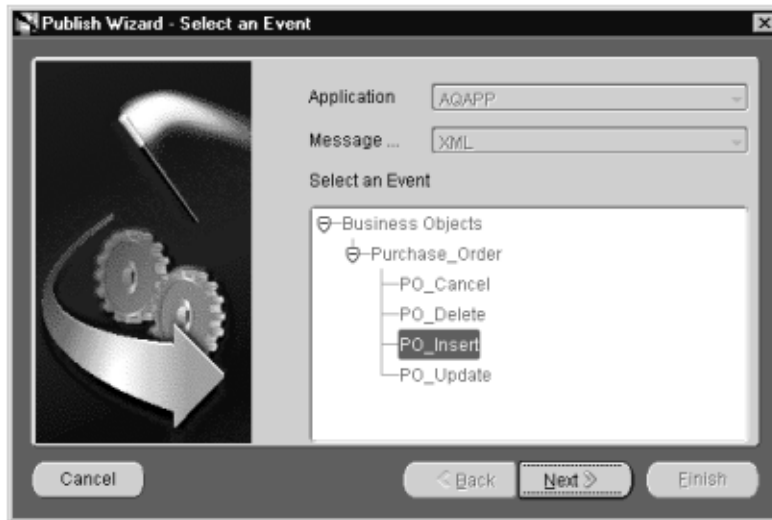 Publish Wizard - Select an Event
Application AQAPP
Message ... XML
Select an Event
Business Objects
Purchase_Order
PO_Cancel
PO_Delete
PO_Insert
PO_Update
Cancel Back Next Finish